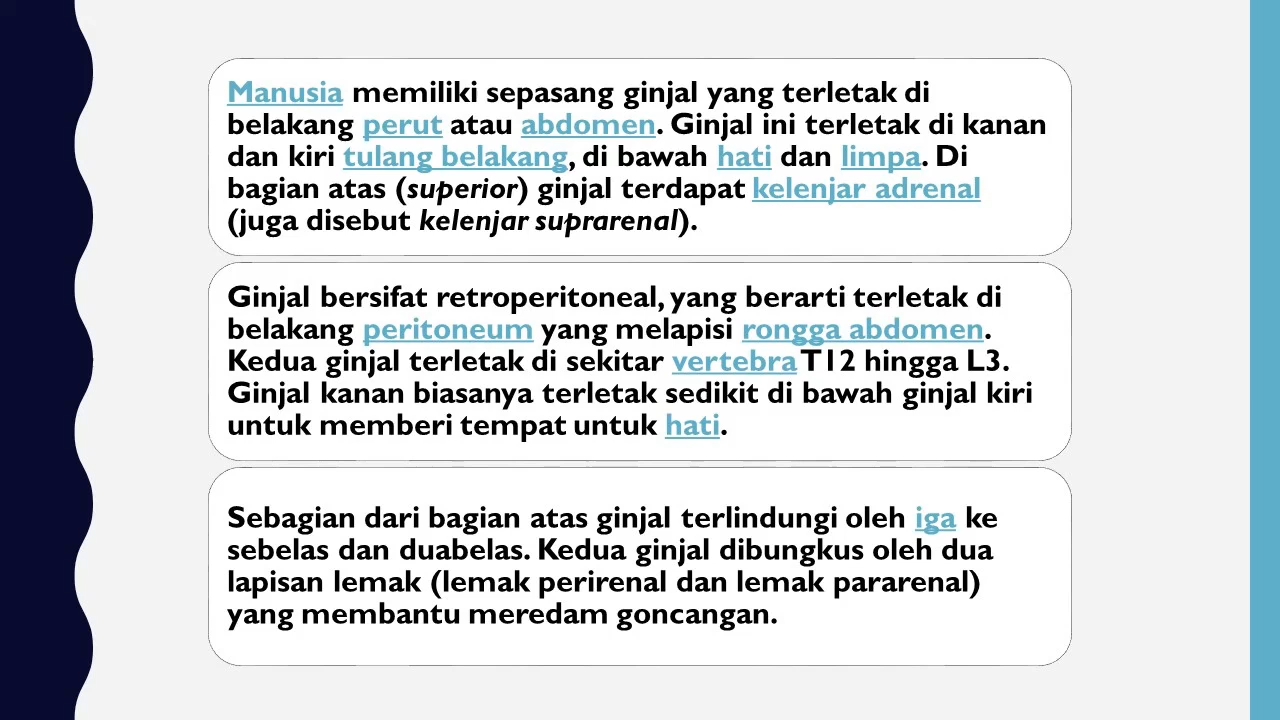 Manusia memiliki sepasang ginjal yang terletak di
belakang perut atau abdomen. Ginjal ini terletak di kanan
dan kiri tulang belakang, di bawah hati dan limpa. Di
bagian atas (superior) ginjal terdapat kelenjar adrenal
(juga disebut kelenjar suprarenal).
Ginjal bersifat retroperitoneal, yang berarti terletak di
belakang peritoneum yang melapisi rongga abdomen.
Kedua ginjal terletak di sekitar vertebra T12 hingga L3.
Ginjal kanan biasanya terletak sedikit di bawah ginjal kiri
untuk memberi tempat untuk hati.
Sebagian dari bagian atas ginjal terlindungi oleh iga ke
sebelas dan duabelas. Kedua ginjal dibungkus oleh dua
lapisan lemak (lemak perirenal dan lemak pararenal)
yang membantu meredam goncangan.